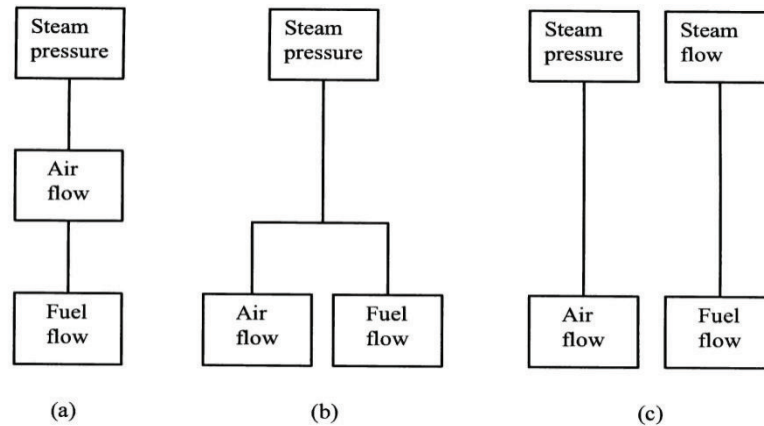 Steam
pressure
Air
flow
Fuel
flow
(a)
Steam
pressure
Air
flow
Fuel
flow
(b)
Steam
pressure
Steam
flow
Air
flow
Fuel
flow
(c)